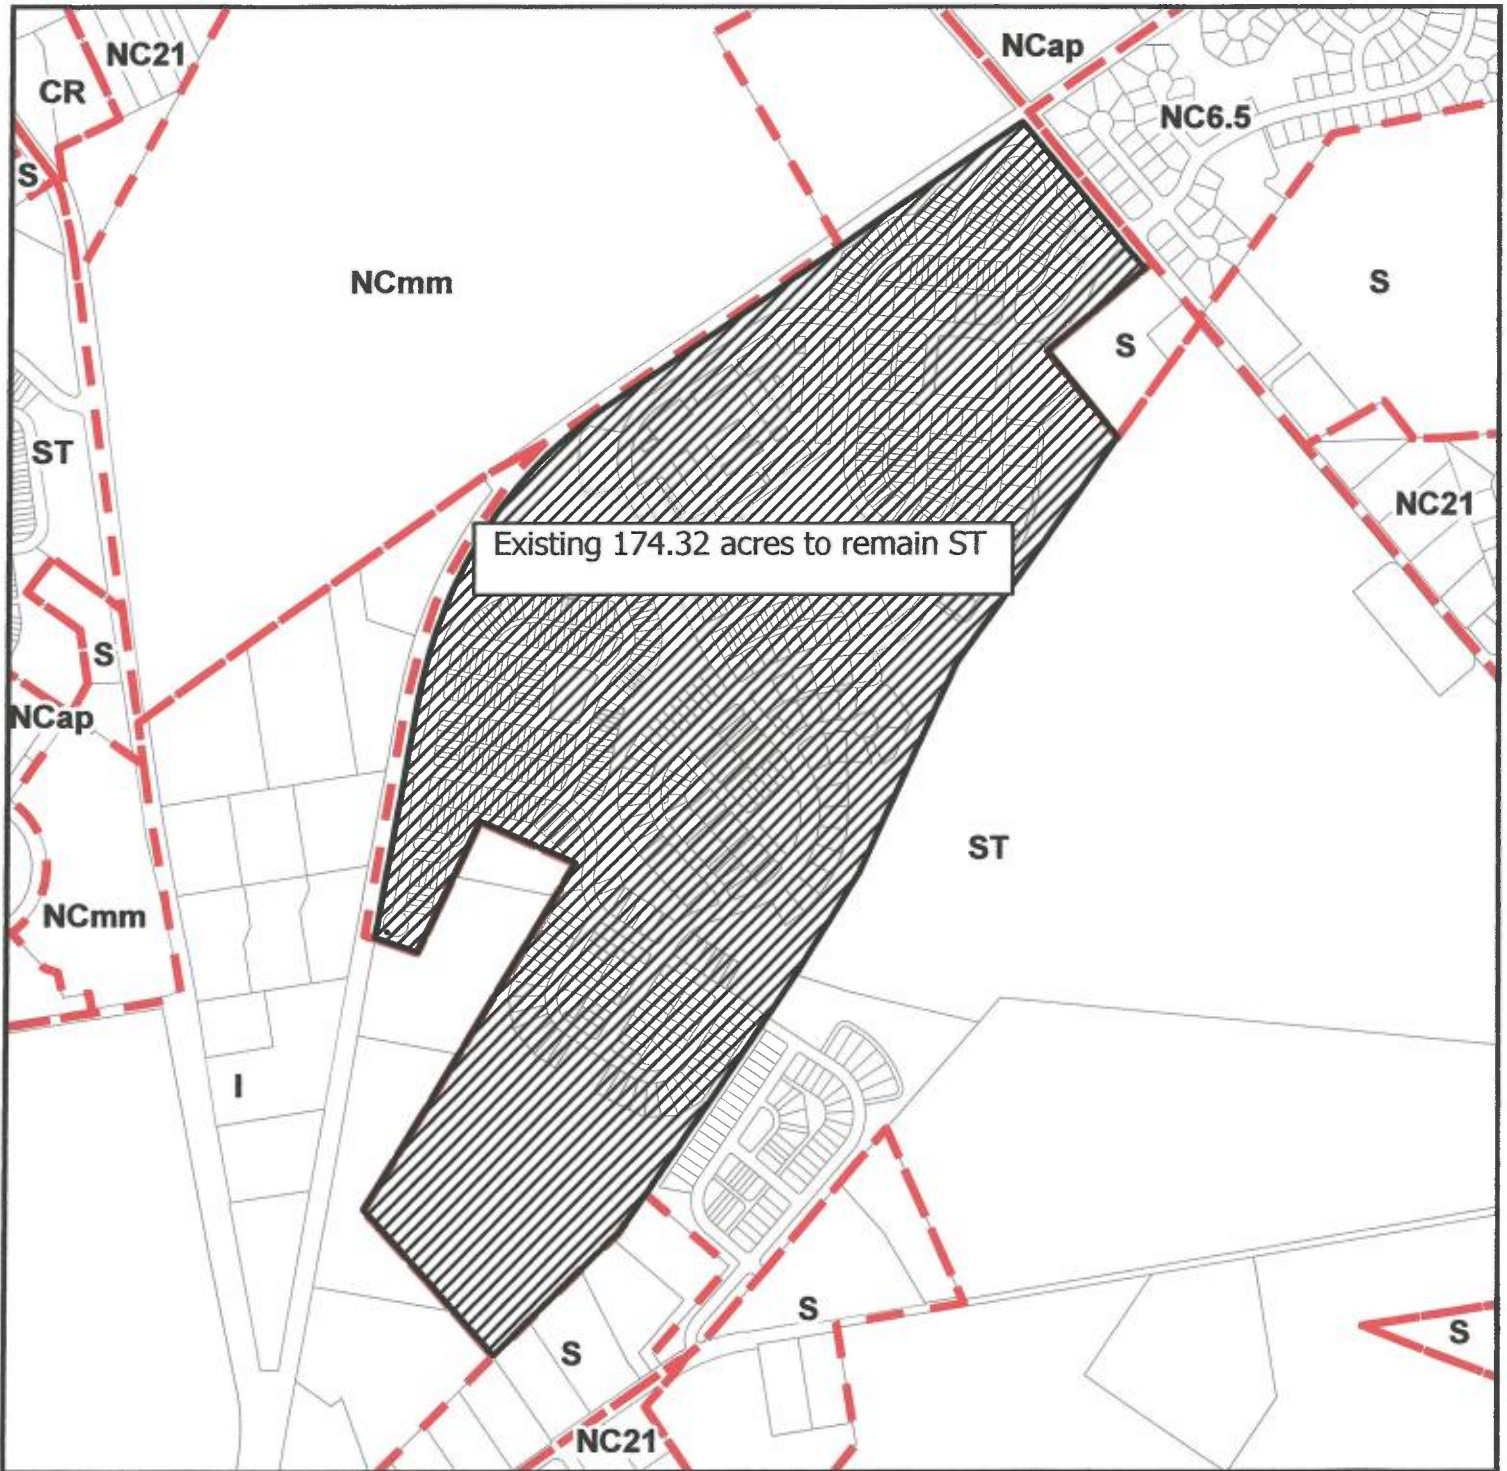 NCap
NC21
CR
NC6.5
S
NCmm
S
S
ST
NC21
Existing 174.32 acres to remain ST
S
NCap
ST
NCmm
I
S
S
S
NC21